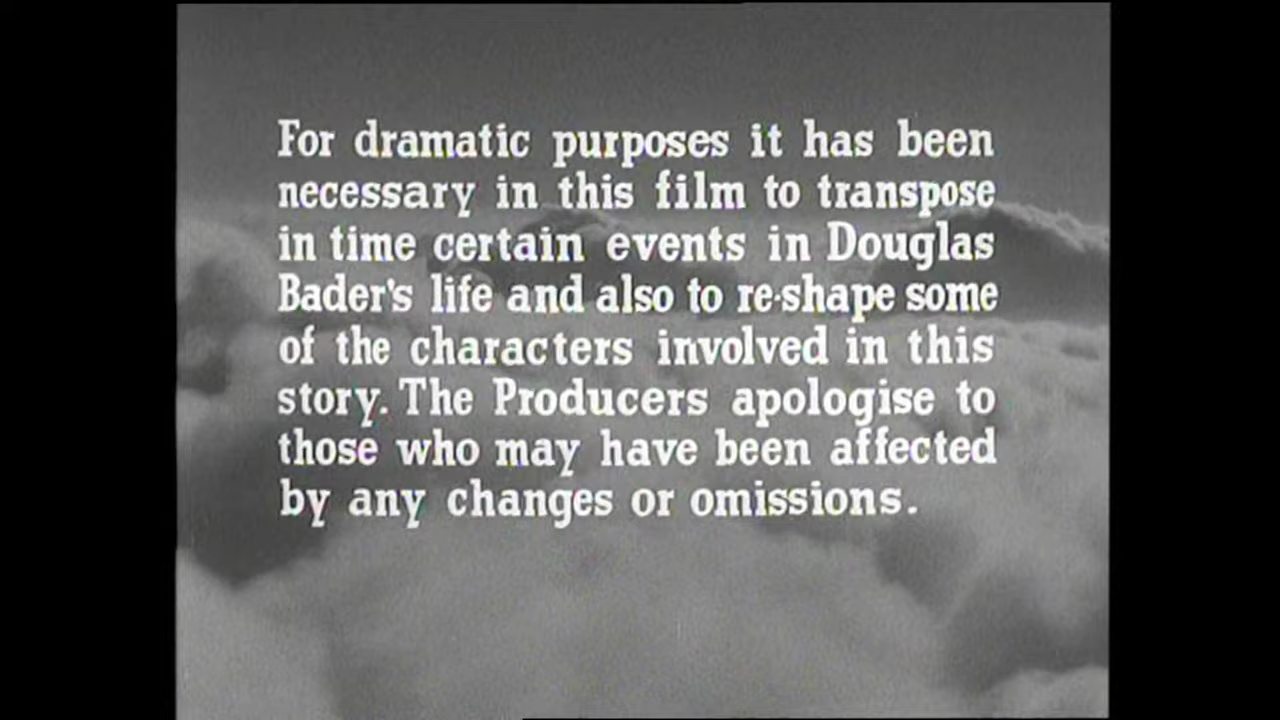 For dramatic purposes it has been
necessary in this film to transpose
in time certain events in Douglas
Bader's life and also to re-shape some
of the characters involved in this
story. The Producers apologise to
those who may have been affected
by any changes or omissions.